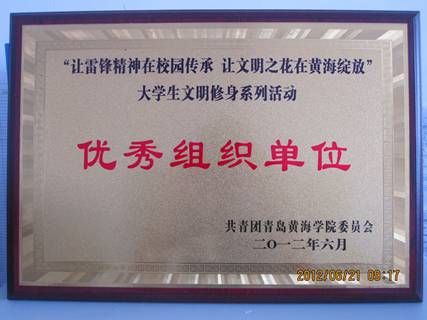 “让雷锋精神在校园传承 让文明之花在黄海绽放”
大学生文明修身系列活动
优秀组织单位
共青团青岛黄海学院委员会
二〇一二年六月
2012/06/21 09:17